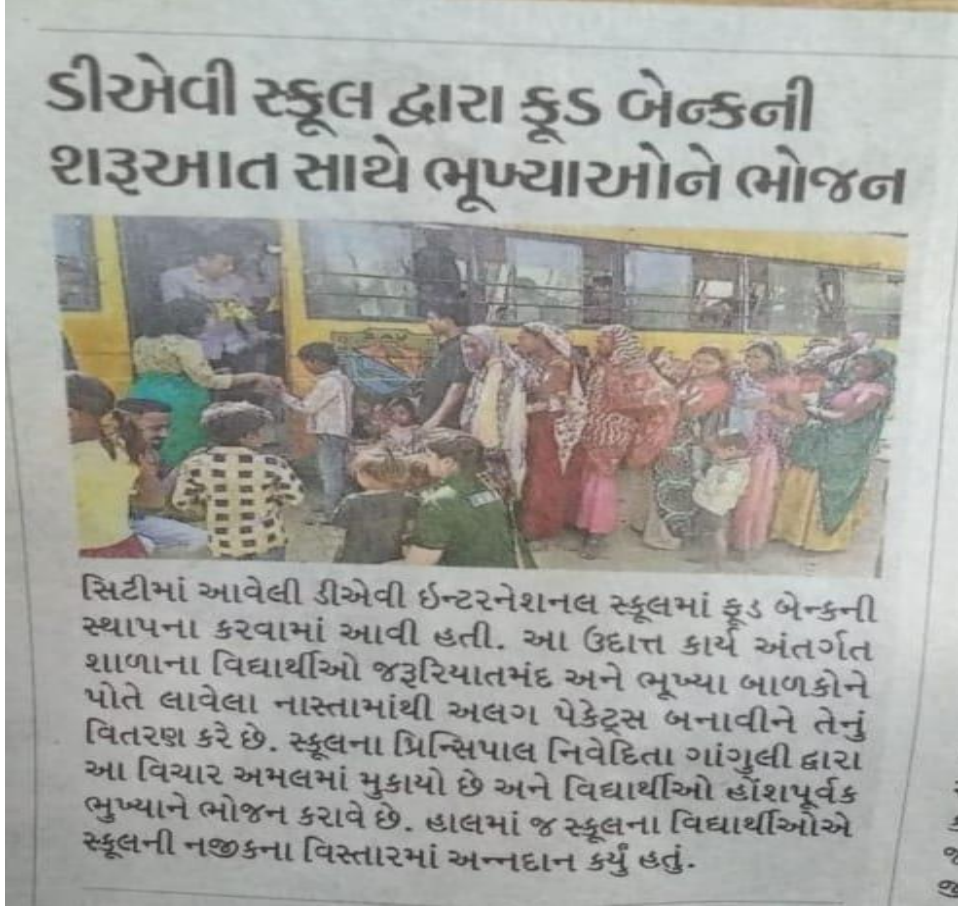 ડીએવી સ્કૂલ દ્વારા ફૂડ બેન્કની
શરૂઆત સાથે ભૂખ્યાઓને ભોજન
સિટીમાં આવેલી ડીએવી ઇન્ટરનેશનલ સ્કૂલમાં ફૂડ બેન્કની
સ્થાપના કરવામાં આવી હતી. આ ઉદાત્ત કાર્ય અંતર્ગત
શાળાના વિદ્યાર્થીઓ જરૂરિયાતમંદ અને ભૂખ્યા બાળકોને
પોતે લાવેલા નાસ્તામાંથી અલગ પેકેટ્સ બનાવીને તેનું
વિતરણ કરે છે. સ્કૂલના પ્રિન્સિપાલ નિવેદિતા ગાંગુલી દ્વારા
આ વિચાર અમલમાં મુકાયો છે અને વિદ્યાર્થીઓ હોંશપૂર્વક
ભુખ્યાને ભોજન કરાવે છે. હાલમાં જ સ્કૂલના વિદ્યાર્થીઓએ
સ્કૂલની નજીકના વિસ્તારમાં અન્નદાન કર્યું હતું.